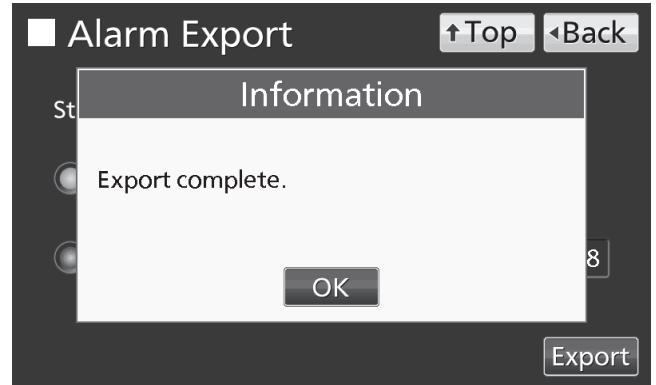 Alarm Export
↑Top
◂Back
St
Information
Export complete.
8
OK
Export